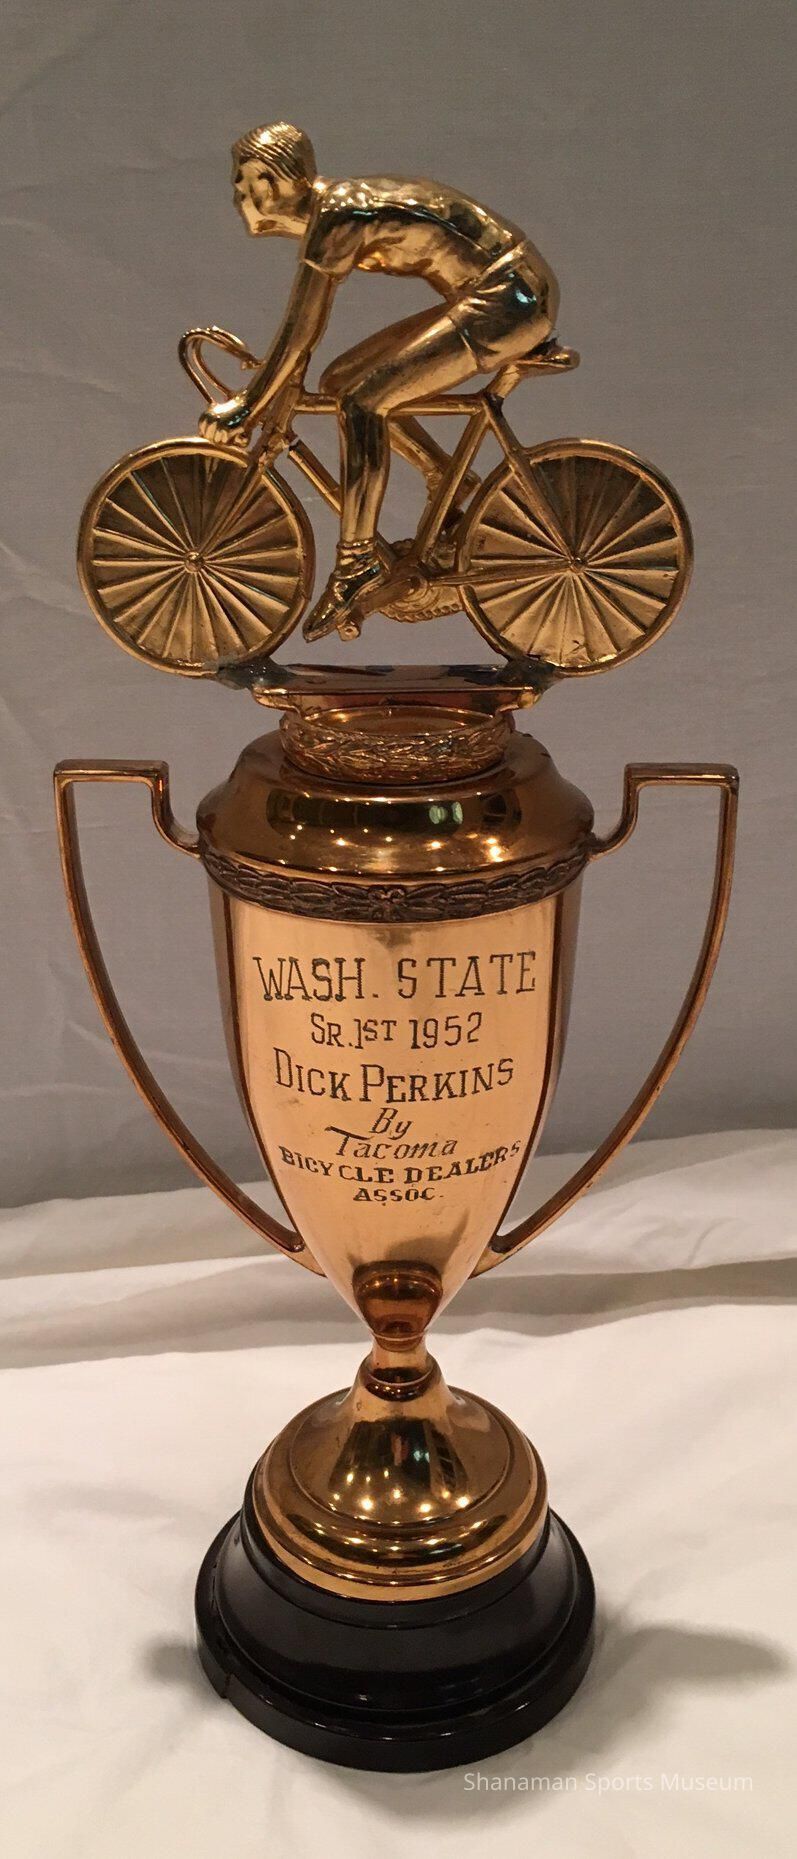 WASH. STATE
SR. 1ST 1952
DICK PERKINS
By
Tacoma
BICYCLE DEALERS
ASSOC.
Shanaman Sports Museum